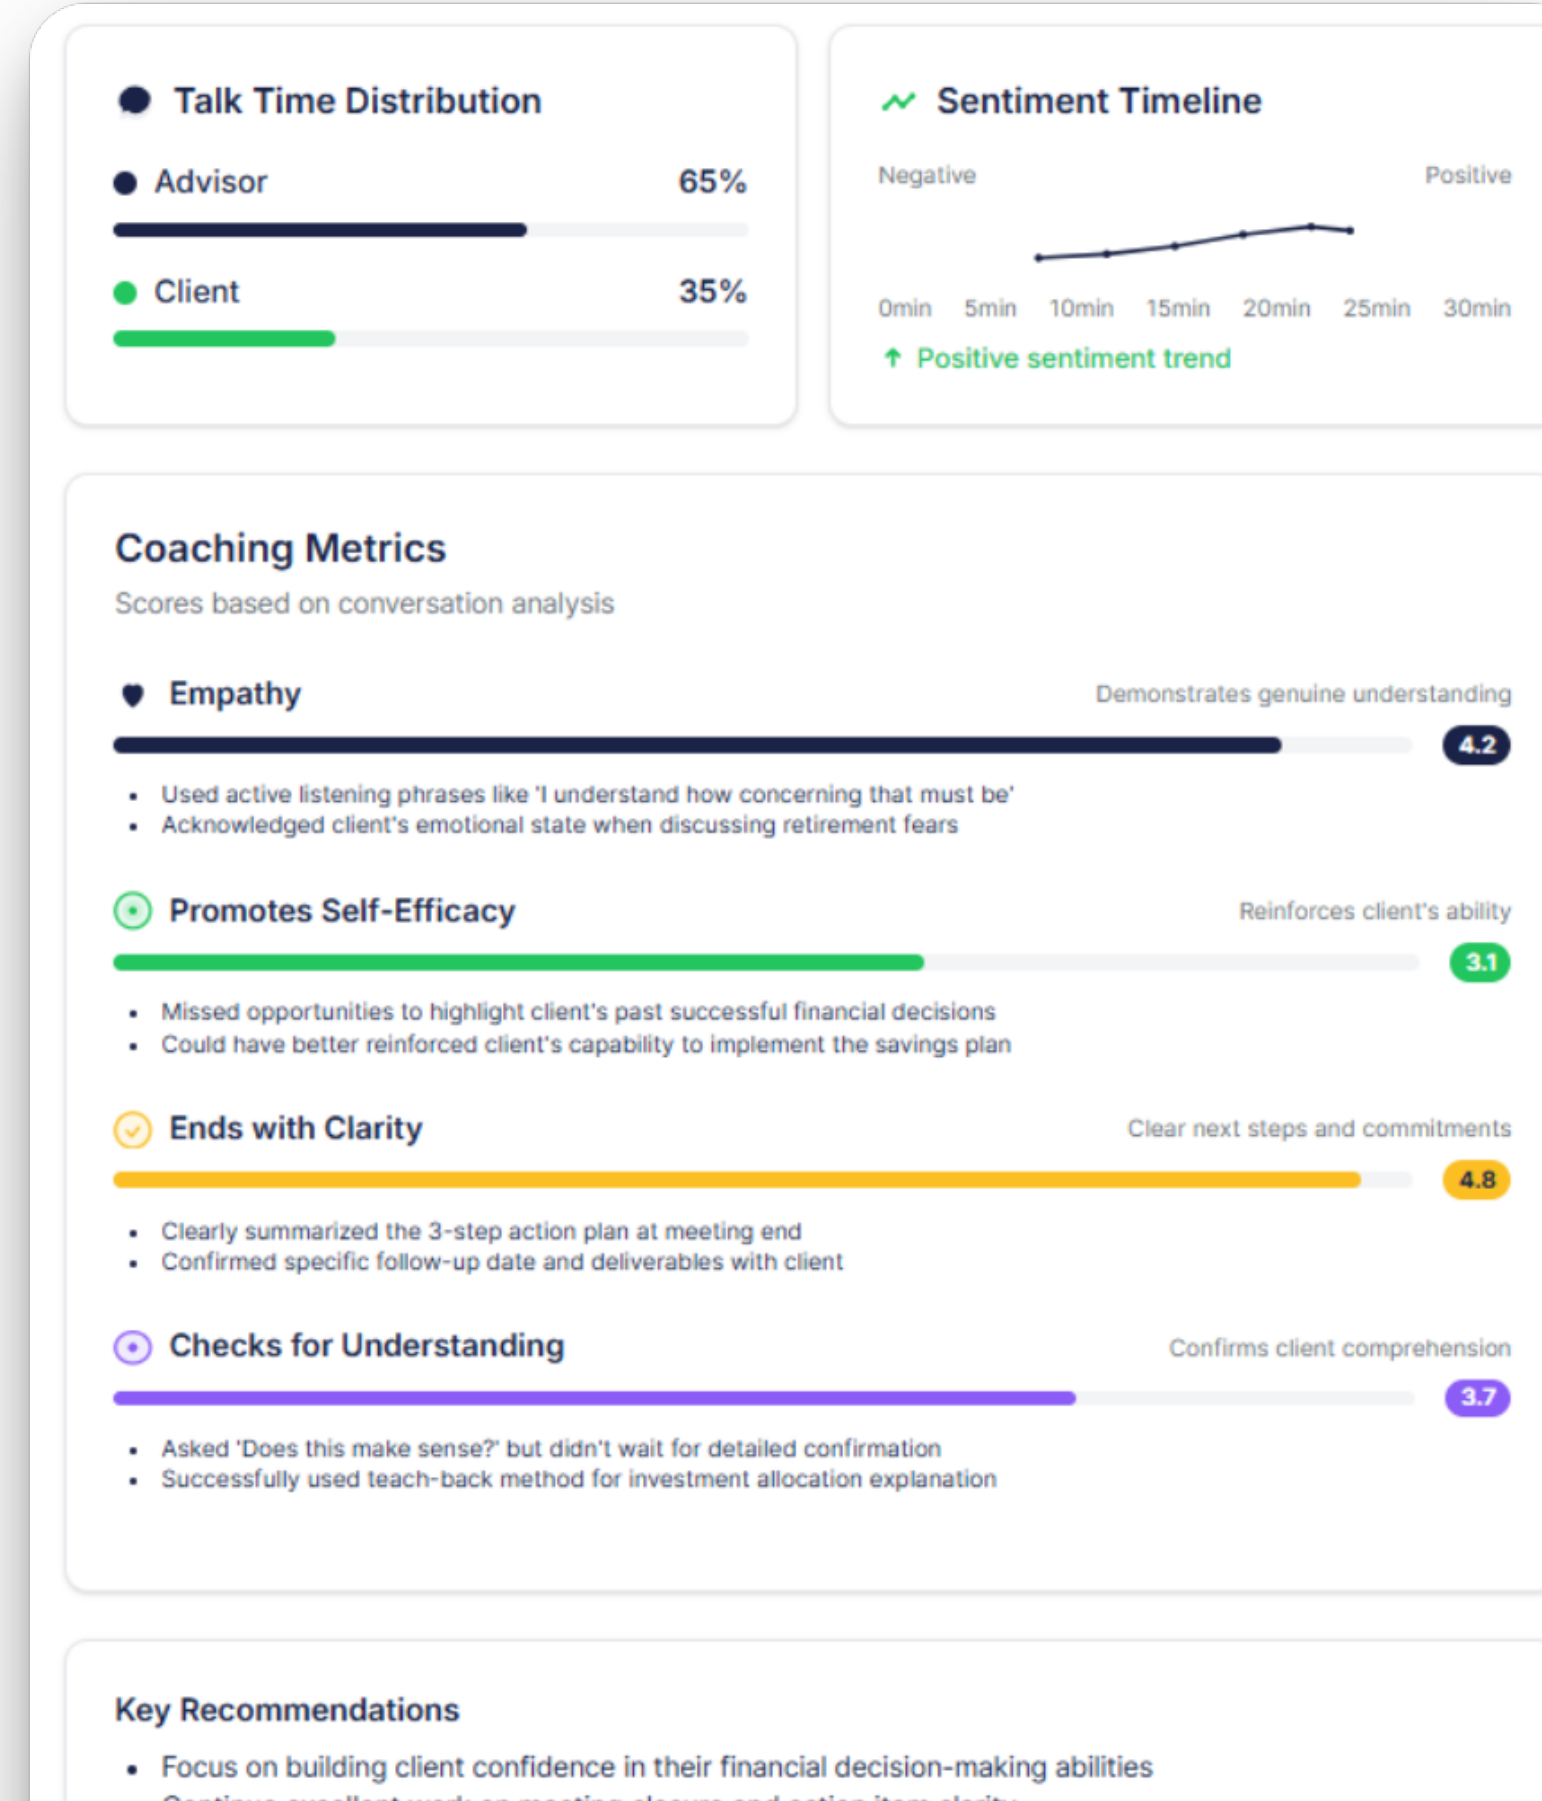 Talk Time Distribution
Advisor 65%
Client 35%
Sentiment Timeline
Negative Positive
0min 5min 10min 15min 20min 25min 30min
Positive sentiment trend
Coaching Metrics
Scores based on conversation analysis
Empathy Demonstrates genuine understanding
4.2
• Used active listening phrases like 'I understand how concerning that must be'
• Acknowledged client's emotional state when discussing retirement fears
Promotes Self-Efficacy Reinforces client's ability
3.1
• Missed opportunities to highlight client's past successful financial decisions
• Could have better reinforced client's capability to implement the savings plan
Ends with Clarity Clear next steps and commitments
4.8
• Clearly summarized the 3-step action plan at meeting end
• Confirmed specific follow-up date and deliverables with client
Checks for Understanding Confirms client comprehension
3.7
• Asked 'Does this make sense?' but didn't wait for detailed confirmation
• Successfully used teach-back method for investment allocation explanation
Key Recommendations
• Focus on building client confidence in their financial decision-making abilities